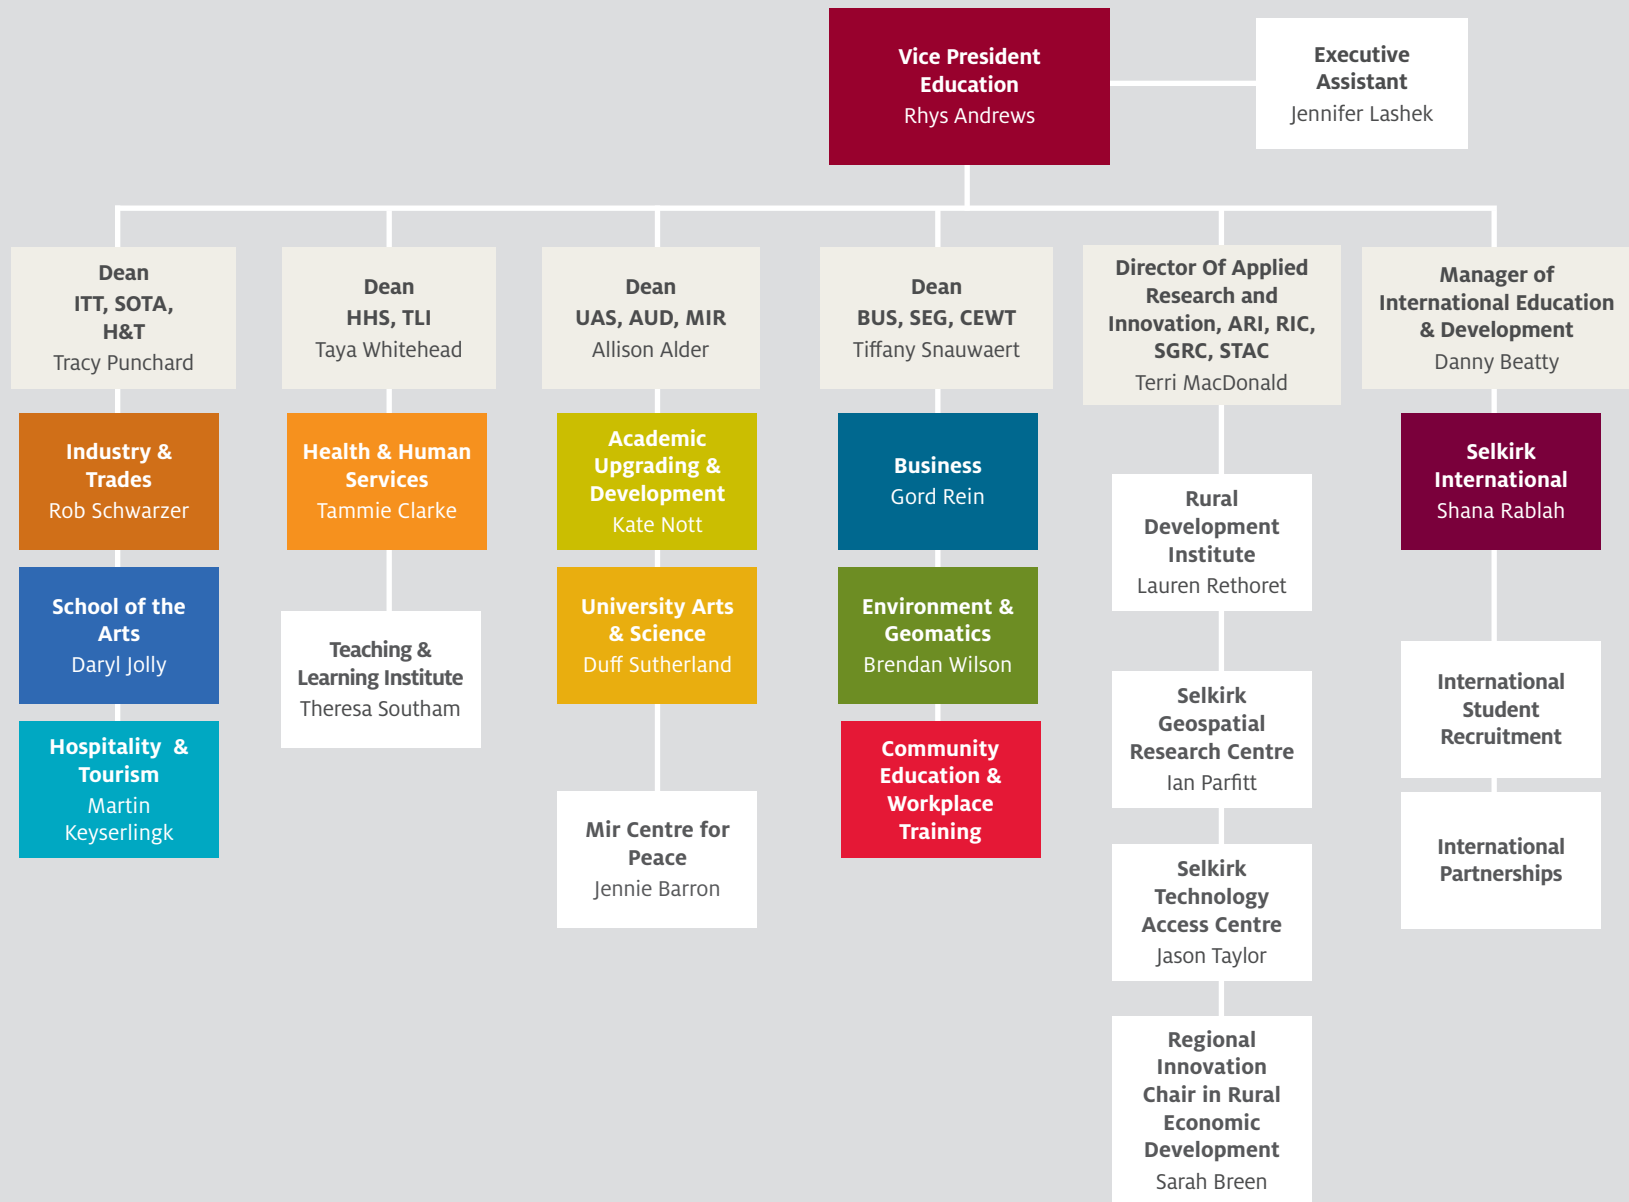 Vice President
Education
Rhys Andrews
Executive
Assistant
Jennifer Lashek
Dean
ITT, SOTA,
H&T
Tracy Punchard
Industry &
Trades
Rob Schwarzer
School of the
Arts
Daryl Jolly
Hospitality &
Tourism
Martin
Keyserlingk
Dean
HHS, TLI
Taya Whitehead
Health & Human
Services
Tammie Clarke
Teaching &
Learning Institute
Theresa Southam
Dean
UAS, AUD, MIR
Allison Alder
Academic
Upgrading &
Development
Kate Nott
University Arts
& Science
Duff Sutherland
Mir Centre for
Peace
Jennie Barron
Dean
BUS, SEG, CEWT
Tiffany Snauwaert
Business
Gord Rein
Environment &
Geomatics
Brendan Wilson
Community
Education &
Workplace
Training
Director Of Applied
Research and
Innovation, ARI, RIC,
SGRC, STAC
Terri MacDonald
Rural
Development
Institute
Lauren Rethoret
Selkirk
Geospatial
Research Centre
Ian Parfitt
Selkirk
Technology
Access Centre
Jason Taylor
Regional
Innovation
Chair in Rural
Economic
Development
Sarah Breen
Manager of
International Education
& Development
Danny Beatty
Selkirk
International
Shana Rablah
International
Student
Recruitment
International
Partnerships